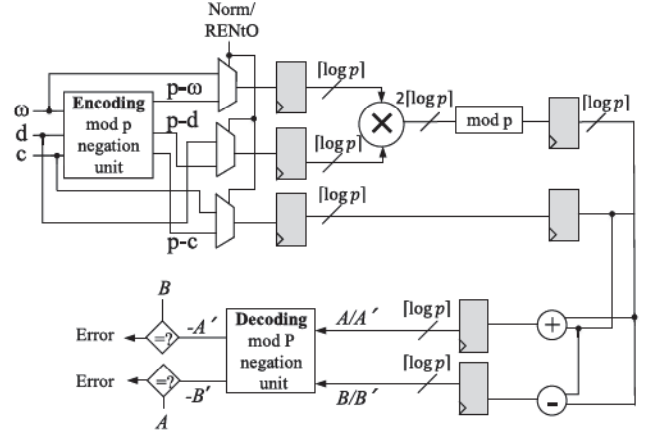 Norm/
RENtO
⌈log p⌉
p-ω
ω
Encoding
mod p
negation
unit
2⌈log p⌉
⌈log p⌉
×
mod p
d
p-d
⌈log p⌉
c
⌈log p⌉
p-c
B
Error
=?
-A′
Decoding
mod P
negation
unit
A/A′
⌈log p⌉
+
Error
=?
-B′
⌈log p⌉
B/B′
-
A